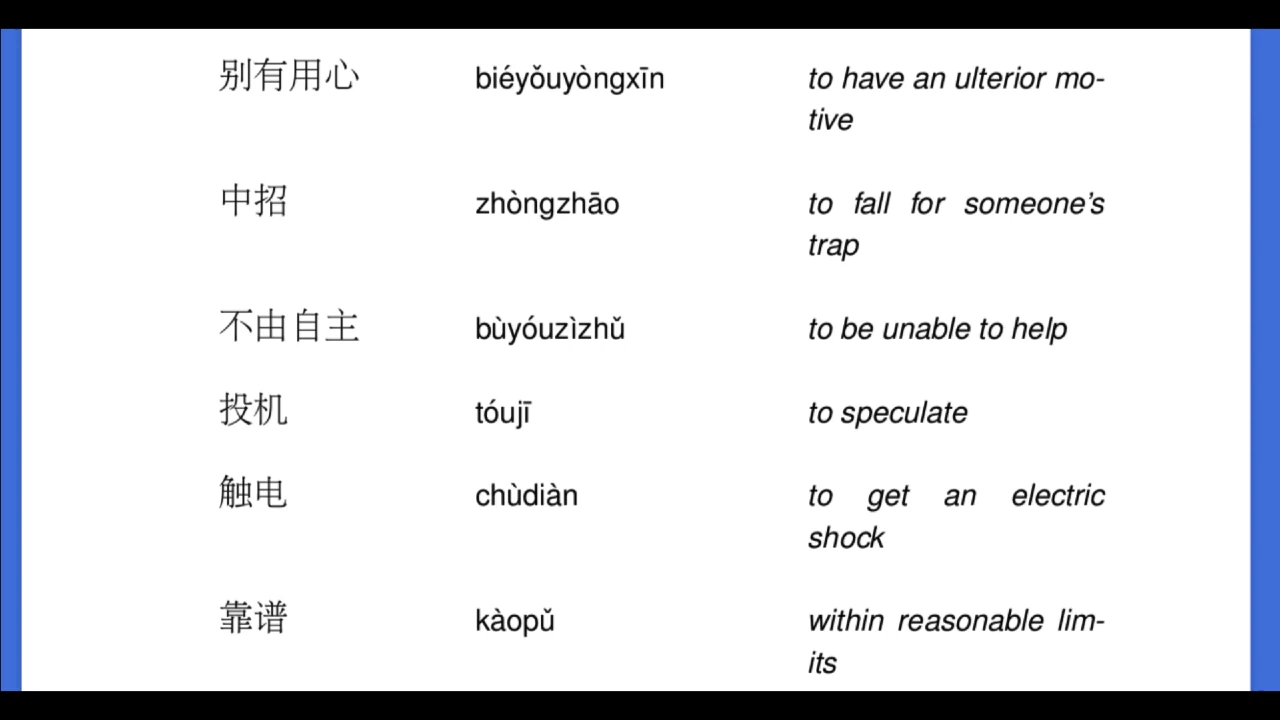 别有用心 biéyǒuyòngxīn to have an ulterior mo-
tive
中招 zhòngzhāo to fall for someone's
trap
不由自主 bùyóuzìzhǔ to be unable to help
投机 tóujī to speculate
触电 chùdiàn to get an electric
shock
靠谱 kàopǔ within reasonable lim-
its